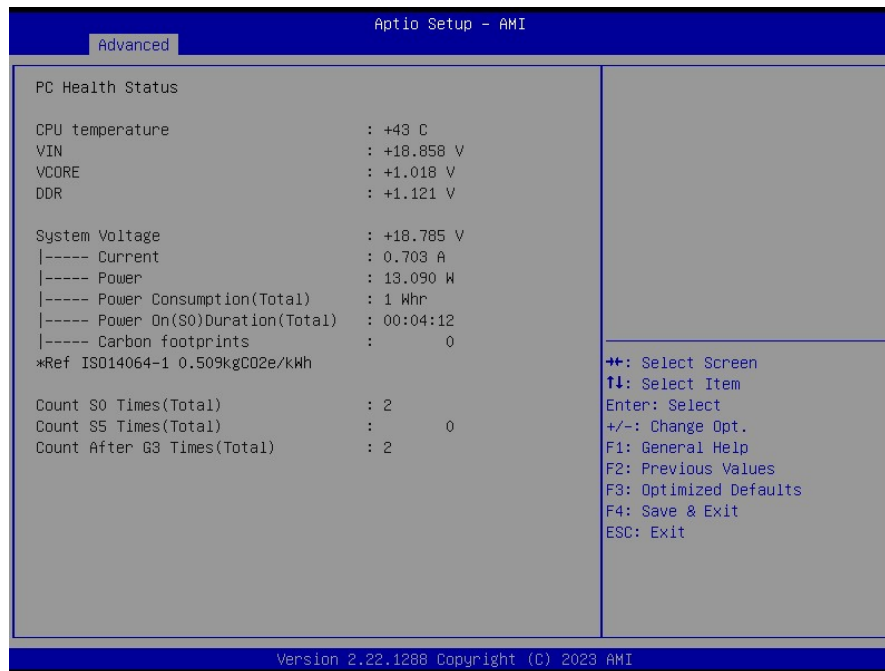 Aptio Setup – AMI
Advanced
PC Health Status
CPU temperature : +43 C
VIN : +18.858 V
VCORE : +1.018 V
DDR : +1.121 V
System Voltage : +18.785 V
|----- Current : 0.703 A
|----- Power : 13.090 W
|----- Power Consumption(Total) : 1 Whr
|----- Power On(S0)Duration(Total) : 00:04:12
|----- Carbon footprints : 0
*Ref ISO14064-1 0.509kgCO2e/kWh
Count S0 Times(Total) : 2
Count S5 Times(Total) : 0
Count After G3 Times(Total) : 2
→←: Select Screen
↑↓: Select Item
Enter: Select
+/-: Change Opt.
F1: General Help
F2: Previous Values
F3: Optimized Defaults
F4: Save & Exit
ESC: Exit
Version 2.22.1288 Copyright (C) 2023 AMI